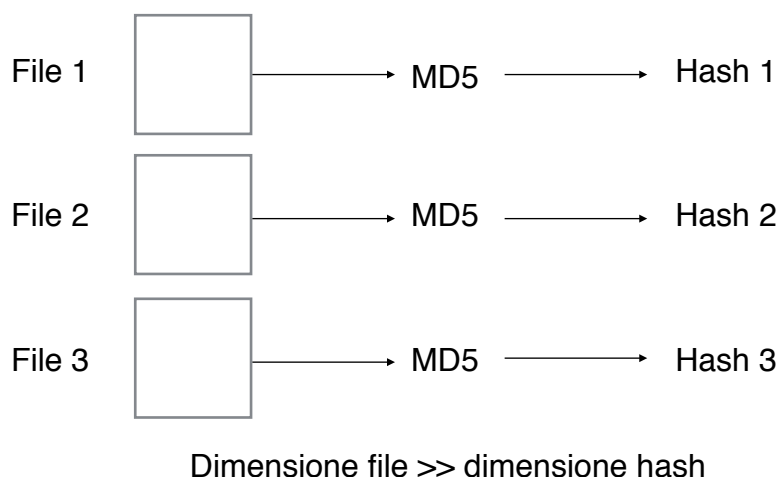 File 1 MD5 Hash 1
File 2 MD5 Hash 2
File 3 MD5 Hash 3
Dimensione file >> dimensione hash